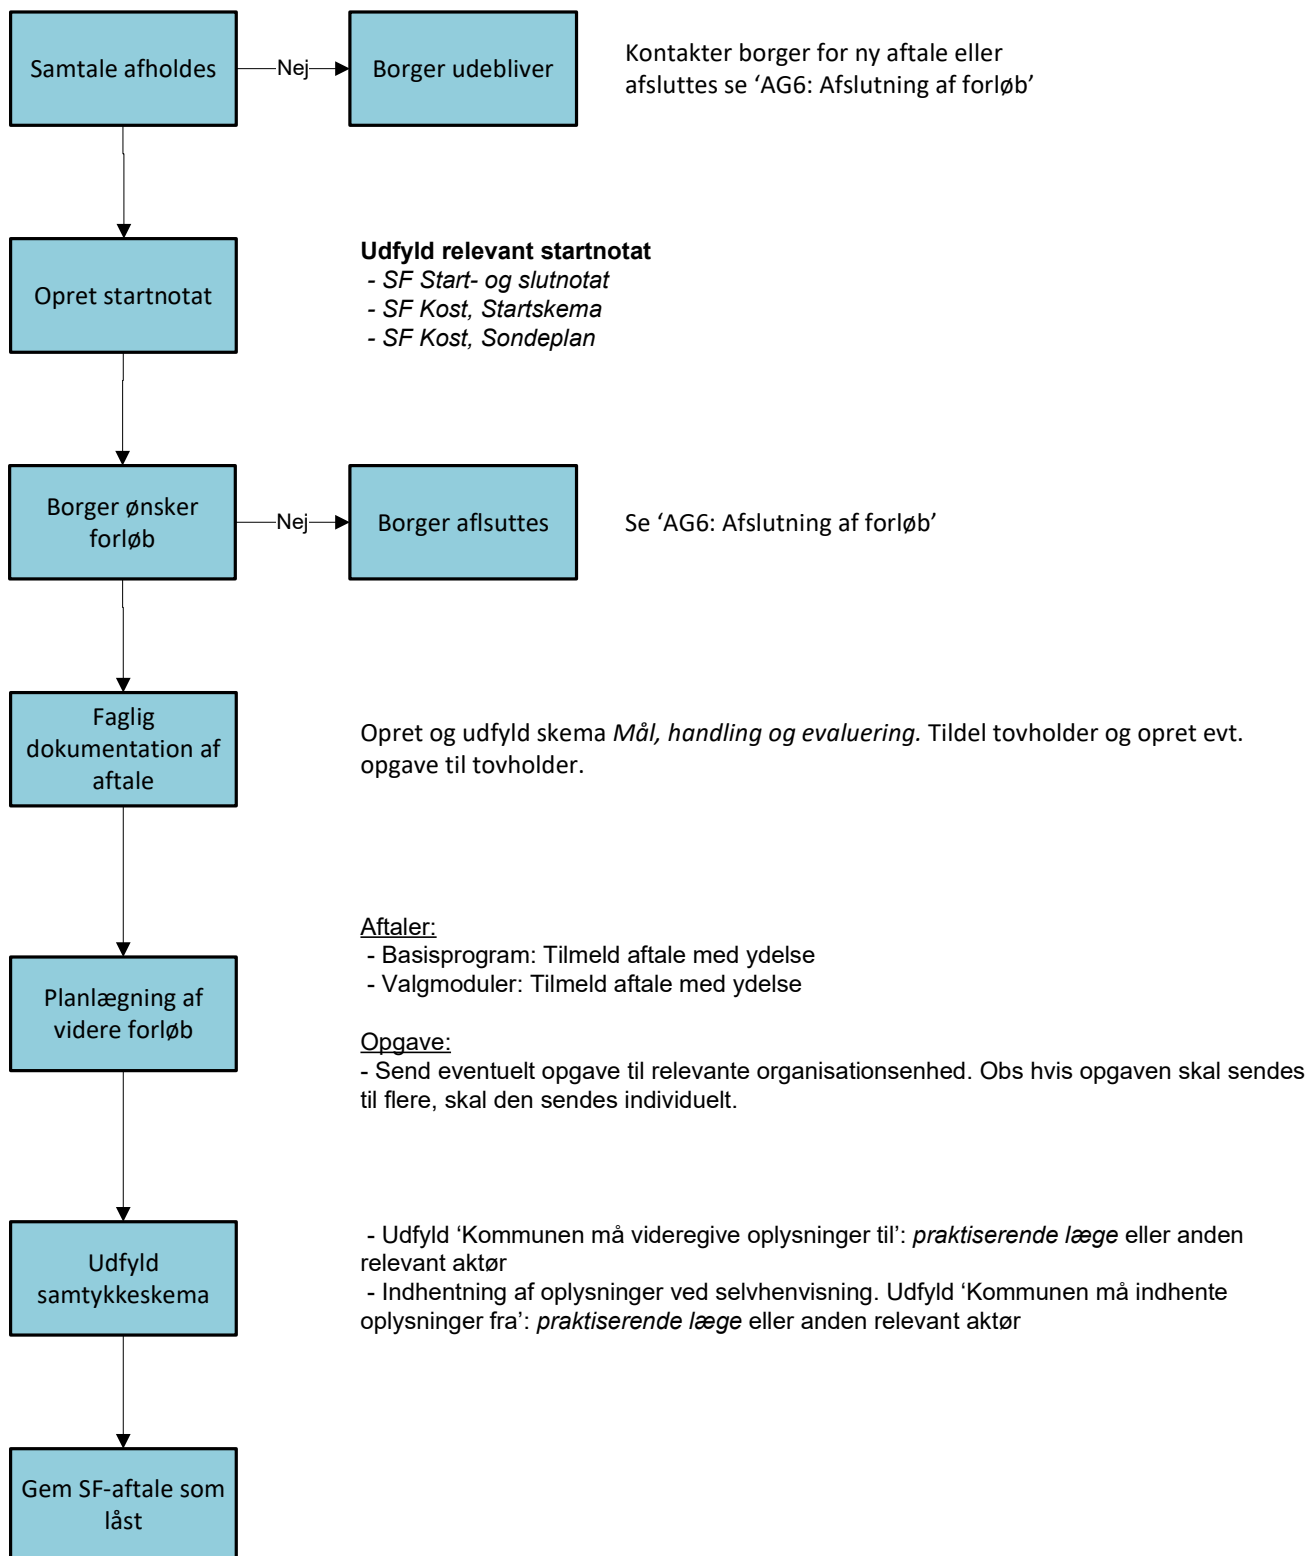 Samtale afholdes
Nej
Borger udebliver
Kontakter borger for ny aftale eller
afsluttes se ‘AG6: Afslutning af forløb’
Opret startnotat
Udfyld relevant startnotat
- SF Start- og slutnotat
- SF Kost, Startskema
- SF Kost, Sondeplan
Borger ønsker
forløb
Nej
Borger aflsuttes
Se ‘AG6: Afslutning af forløb’
Faglig
dokumentation af
aftale
Opret og udfyld skema Mål, handling og evaluering. Tildel tovholder og opret evt.
opgave til tovholder.
Planlægning af
videre forløb
Aftaler:
- Basisprogram: Tilmeld aftale med ydelse
- Valgmoduler: Tilmeld aftale med ydelse
Opgave:
- Send eventuelt opgave til relevante organisationsenhed. Obs hvis opgaven skal sendes
til flere, skal den sendes individuelt.
Udfyld
samtykkeskema
- Udfyld ‘Kommunen må videregive oplysninger til’: praktiserende læge eller anden
relevant aktør
- Indhentning af oplysninger ved selvhenvisning. Udfyld ‘Kommunen må indhente
oplysninger fra’: praktiserende læge eller anden relevant aktør
Gem SF-aftale som
låst